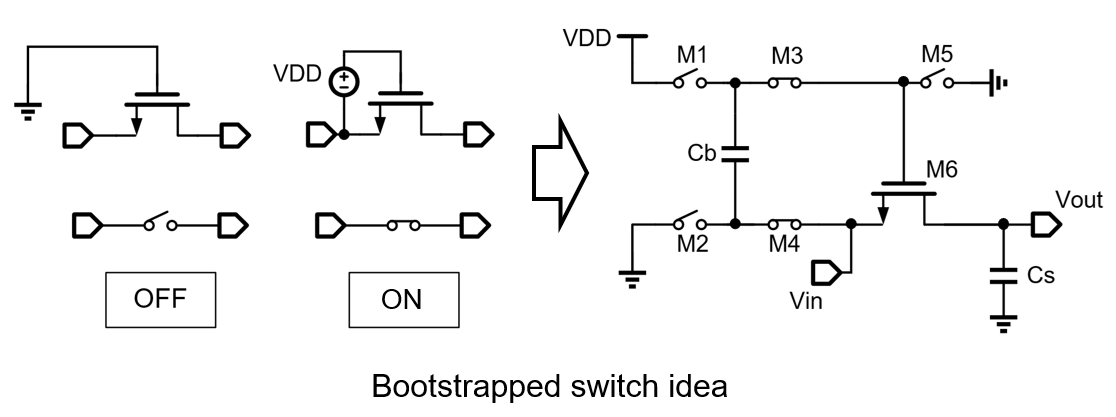 VDD
OFF
ON
VDD
M1
M3
M5
Cb
M6
M2
M4
Vin
Vout
Cs
Bootstrapped switch idea